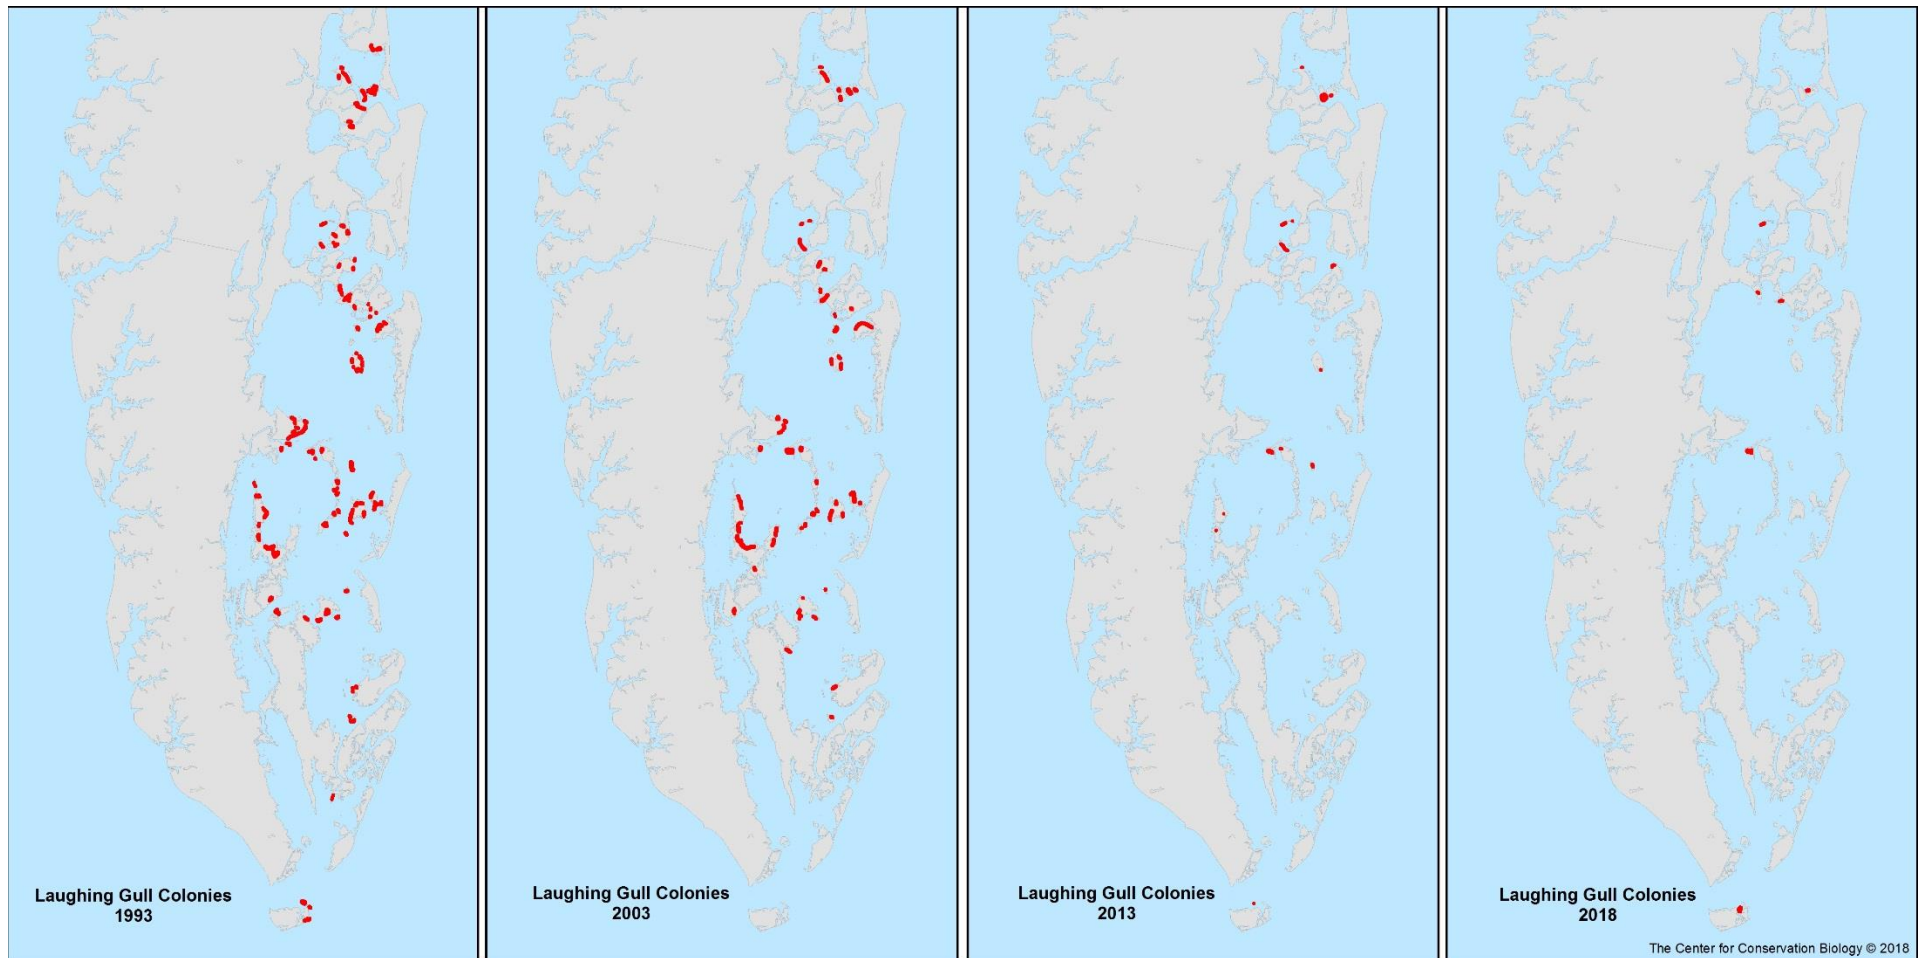 Laughing Gull Colonies
1993
Laughing Gull Colonies
2003
Laughing Gull Colonies
2013
Laughing Gull Colonies
2018
The Center for Conservation Biology © 2018